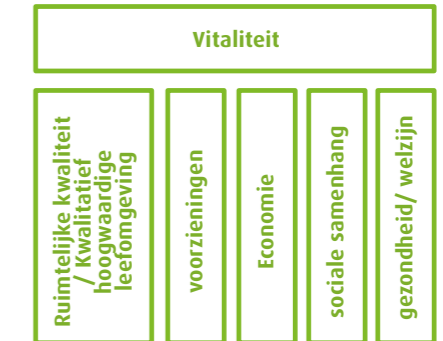 Vitaliteit
Ruimtelijke kwaliteit
/ Kwalitatief
hoogwaardige
leefomgeving
voorzieningen
Economie
sociale samenhang
gezondheid/ welzijn